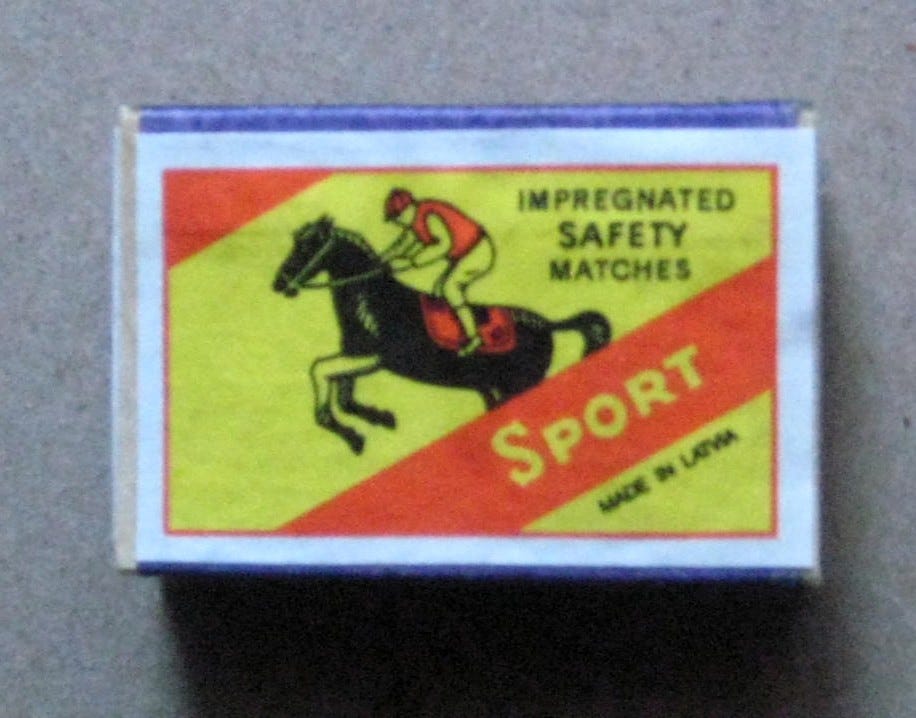 IMPREGNATED
SAFETY
MATCHES
SPORT
MADE IN LATVIA